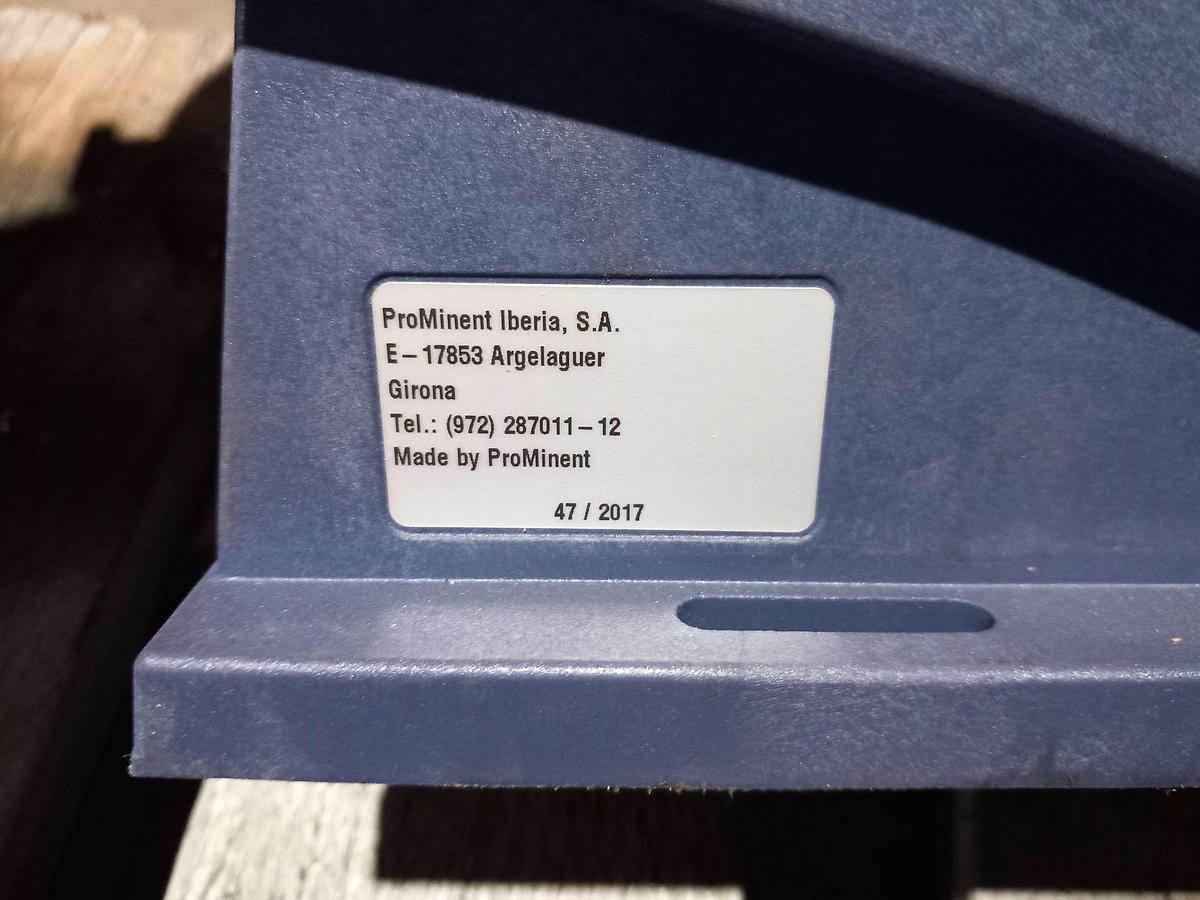 ProMinent Iberia, S.A.
E–17853 Argelaguer
Girona
Tel.: (972) 287011–12
Made by ProMinent
47 / 2017